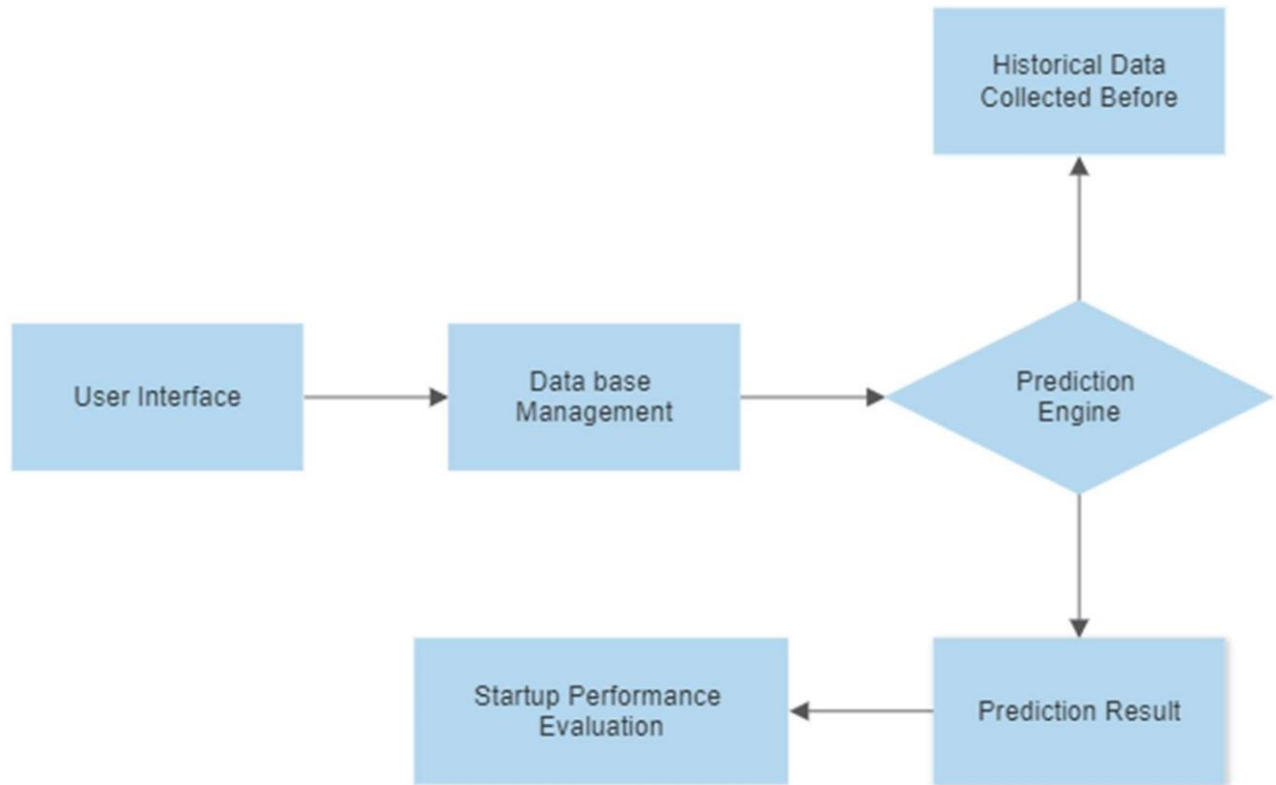 Historical Data
Collected Before
User Interface
Data base
Management
Prediction
Engine
Startup Performance
Evaluation
Prediction Result